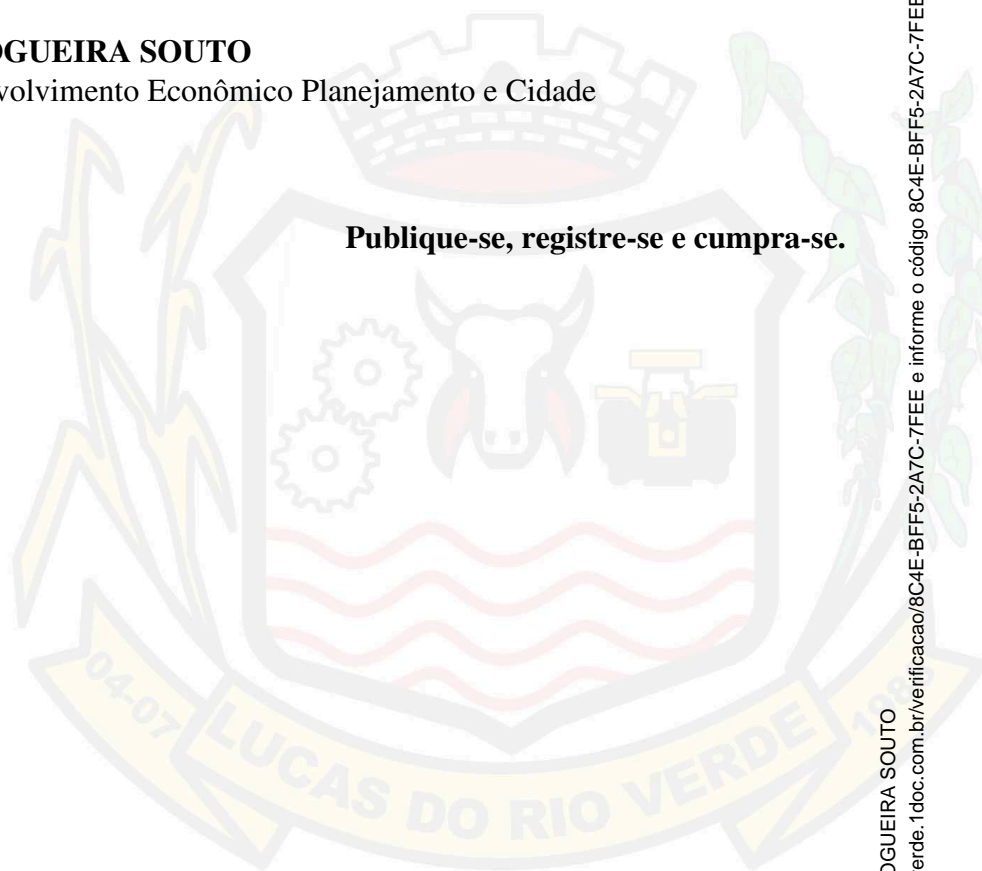 OGUEIRA SOUTO
volvimento Econômico Planejamento e Cidade
Publique-se, registre-se e cumpra-se.
04-07
LUCAS DO RIO VERDE
1088
OGUEIRA SOUTO
erde.1doc.com.br/verificacao/8C4E-BFF5-2A7C-7FEE e informe o código 8C4E-BFF5-2A7C-7FEE